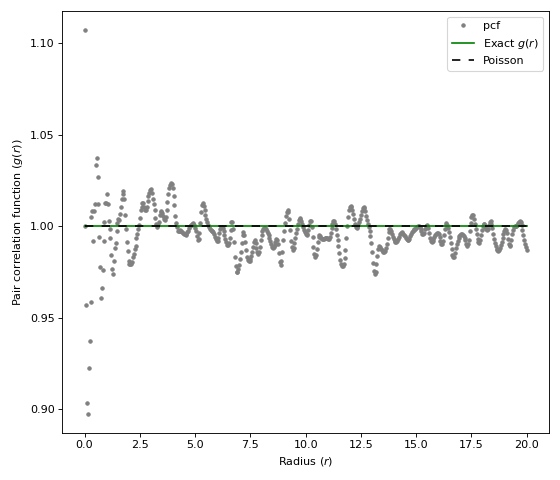 pcf
Exact g(r)
Poisson
1.10
1.05
1.00
0.95
0.90
Pair correlation function (g(r))
0.0 2.5 5.0 7.5 10.0 12.5 15.0 17.5 20.0
Radius (r)